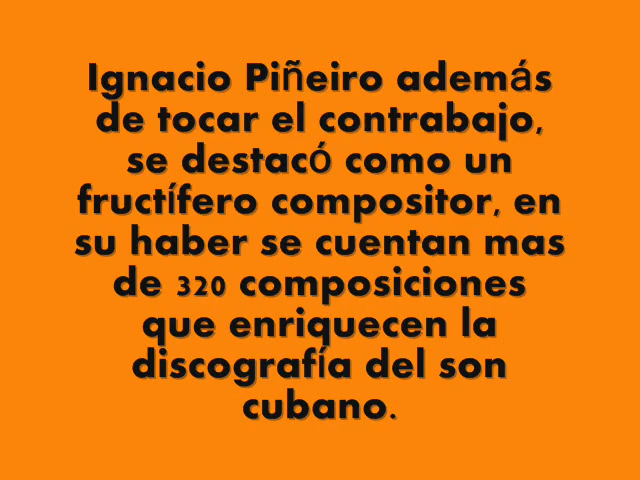 Ignacio Piñeiro además
de tocar el contrabajo,
se destacó como un
fructífero compositor, en
su haber se cuentan mas
de 320 composiciones
que enriquecen la
discografía del son
cubano.